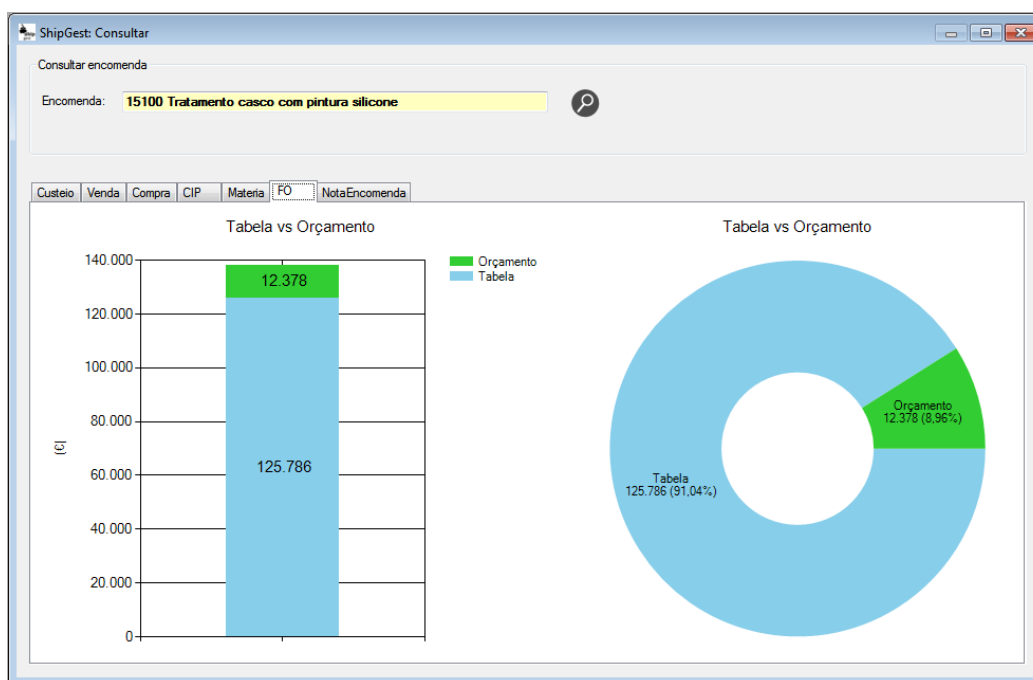 ShipGest: Consultar
Consultar encomenda
Encomenda: 15100 Tratamento casco com pintura silicone
Custeio Venda Compra CIP Materia FO NotaEncomenda
Tabela vs Orçamento
140.000
120.000
100.000
80.000
60.000
40.000
20.000
0
(€)
12.378
125.786
Orçamento
Tabela
Tabela vs Orçamento
Orçamento
12.378 (8,96%)
Tabela
125.786 (91,04%)